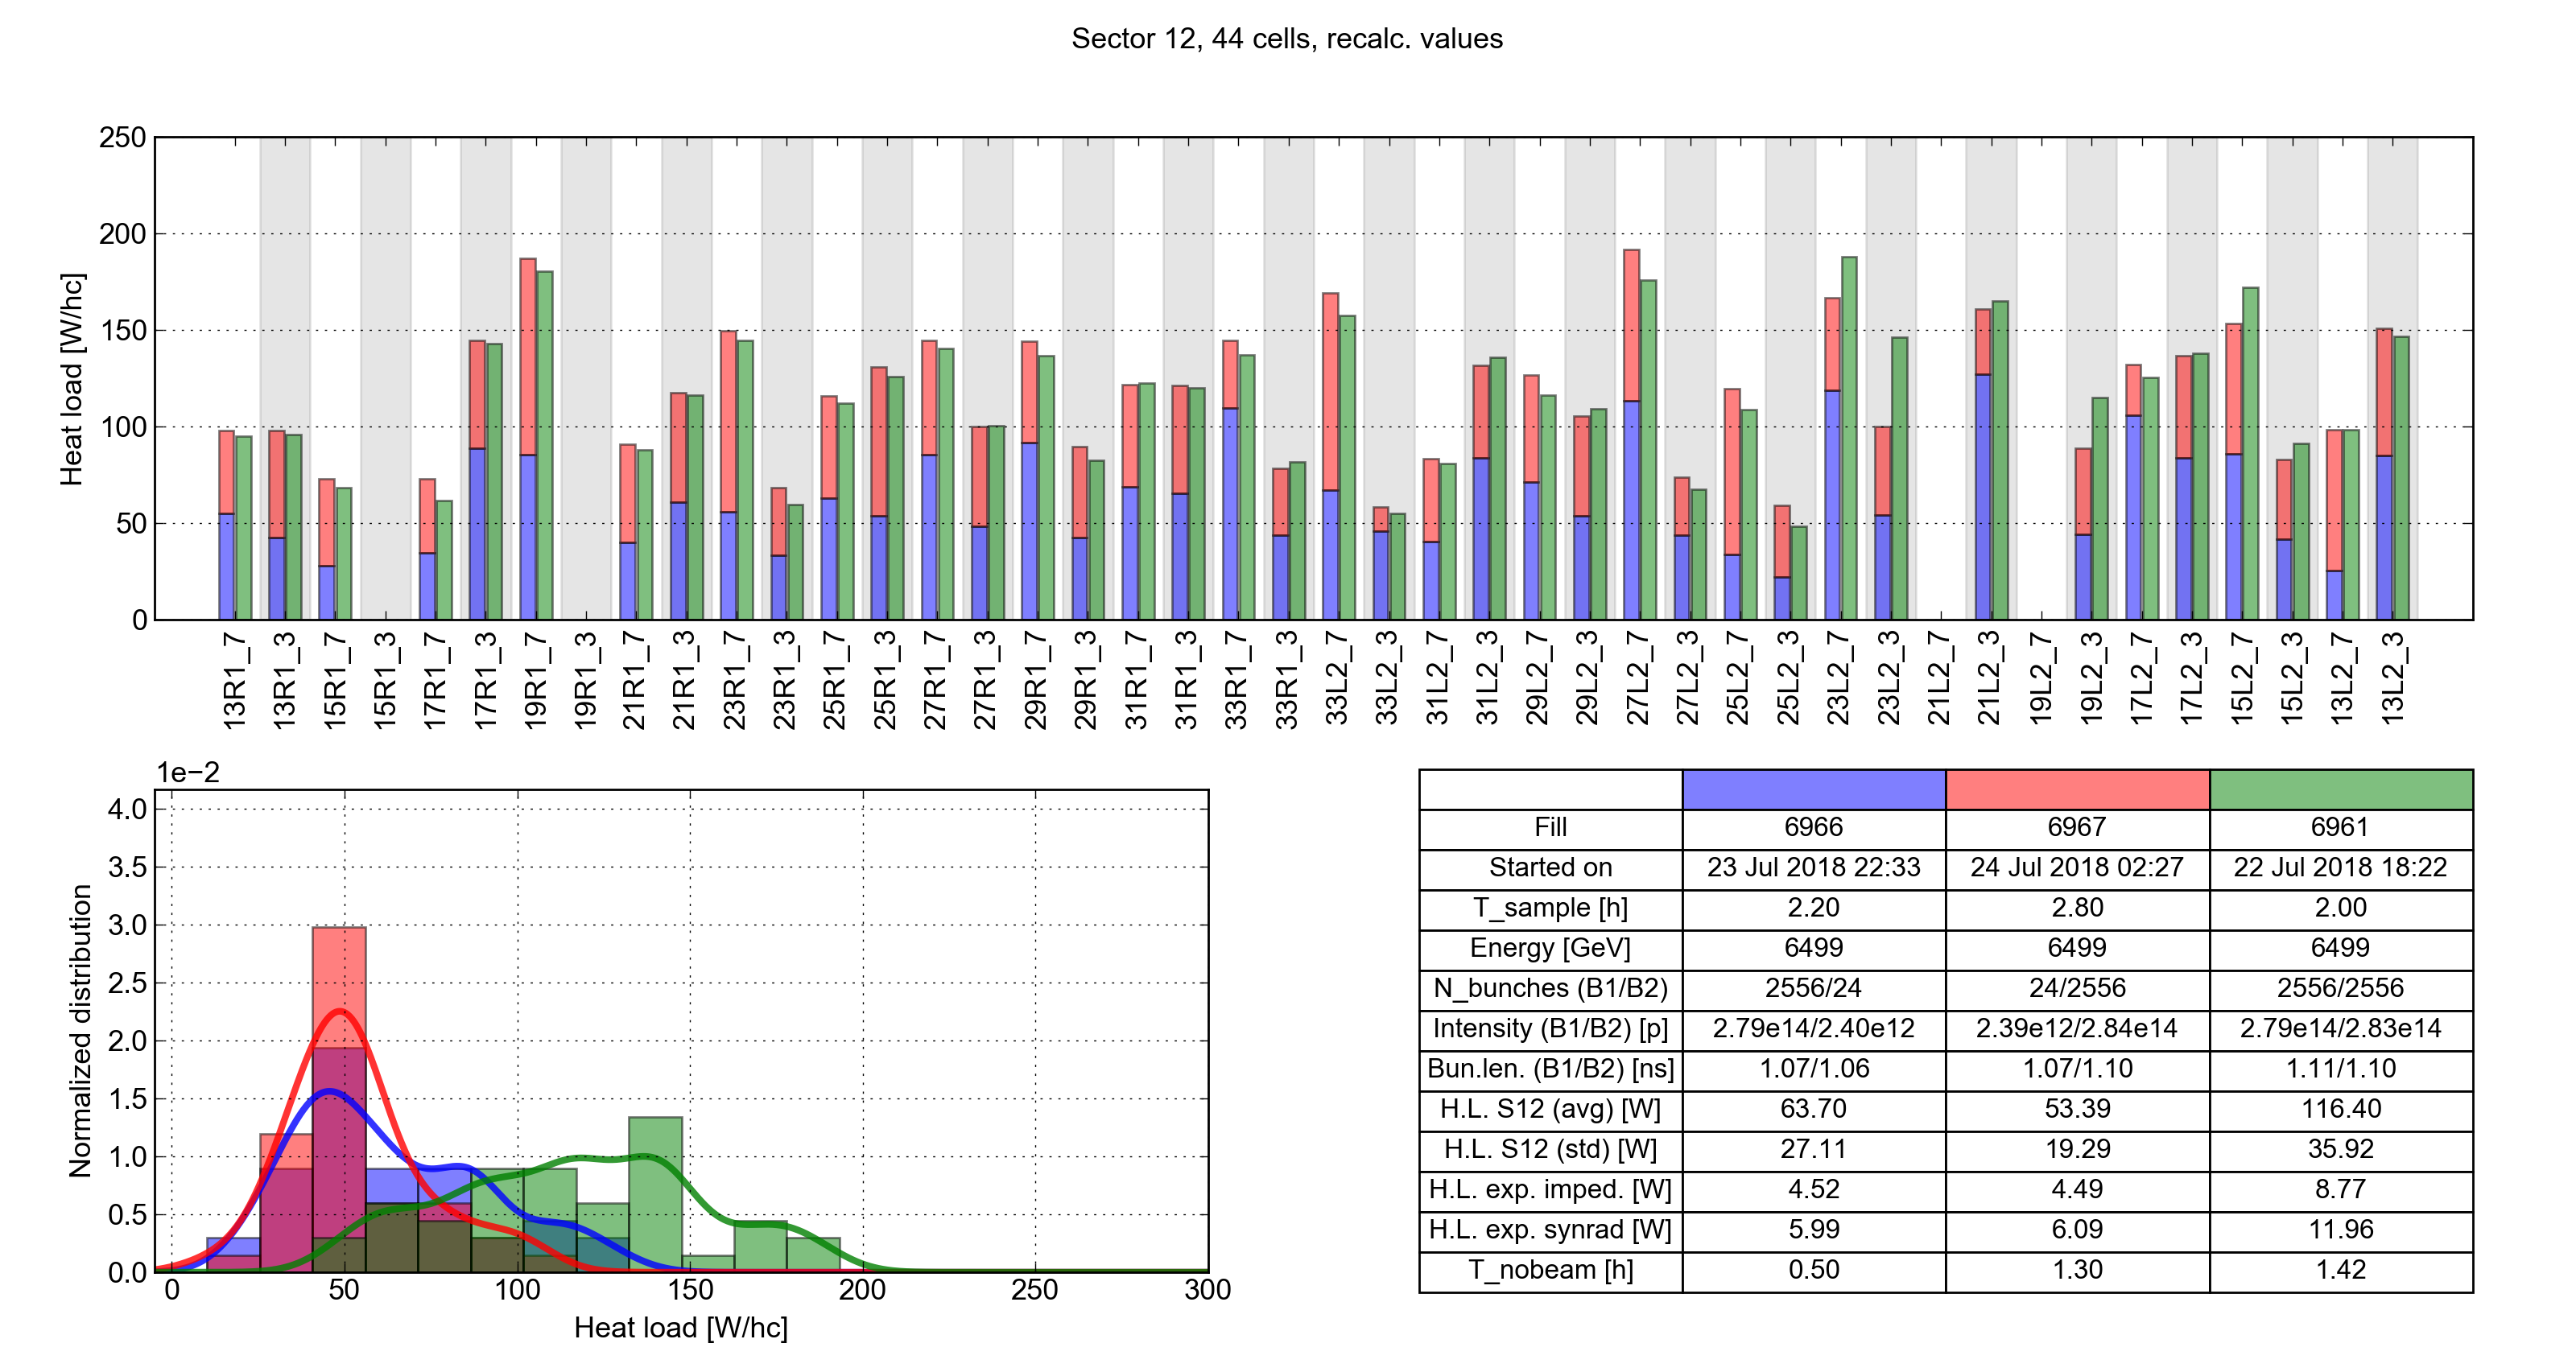 Sector 12, 44 cells, recalc. values
250
200
150
100
50
0
Heat load [W/hc]
13R1_7 13R1_3 15R1_7 15R1_3 17R1_7 17R1_3 19R1_7 19R1_3 21R1_7 21R1_3 23R1_7 23R1_3 25R1_7 25R1_3 27R1_7 27R1_3 29R1_7 29R1_3 31R1_7 31R1_3 33R1_7 33R1_3 33L2_7 33L2_3 31L2_7 31L2_3 29L2_7 29L2_3 27L2_7 27L2_3 25L2_7 25L2_3 23L2_7 23L2_3 21L2_7 21L2_3 19L2_7 19L2_3 17L2_7 17L2_3 15L2_7 15L2_3 13L2_7 13L2_3
1e−2
4.0
3.5
3.0
2.5
2.0
1.5
1.0
0.5
0.0
Normalized distribution
0 50 100 150 200 250 300
Heat load [W/hc]
Fill 6966 6967 6961
Started on 23 Jul 2018 22:33 24 Jul 2018 02:27 22 Jul 2018 18:22
T_sample [h] 2.20 2.80 2.00
Energy [GeV] 6499 6499 6499
N_bunches (B1/B2) 2556/24 24/2556 2556/2556
Intensity (B1/B2) [p] 2.79e14/2.40e12 2.39e12/2.84e14 2.79e14/2.83e14
Bun.len. (B1/B2) [ns] 1.07/1.06 1.07/1.10 1.11/1.10
H.L. S12 (avg) [W] 63.70 53.39 116.40
H.L. S12 (std) [W] 27.11 19.29 35.92
H.L. exp. imped. [W] 4.52 4.49 8.77
H.L. exp. synrad [W] 5.99 6.09 11.96
T_nobeam [h] 0.50 1.30 1.42